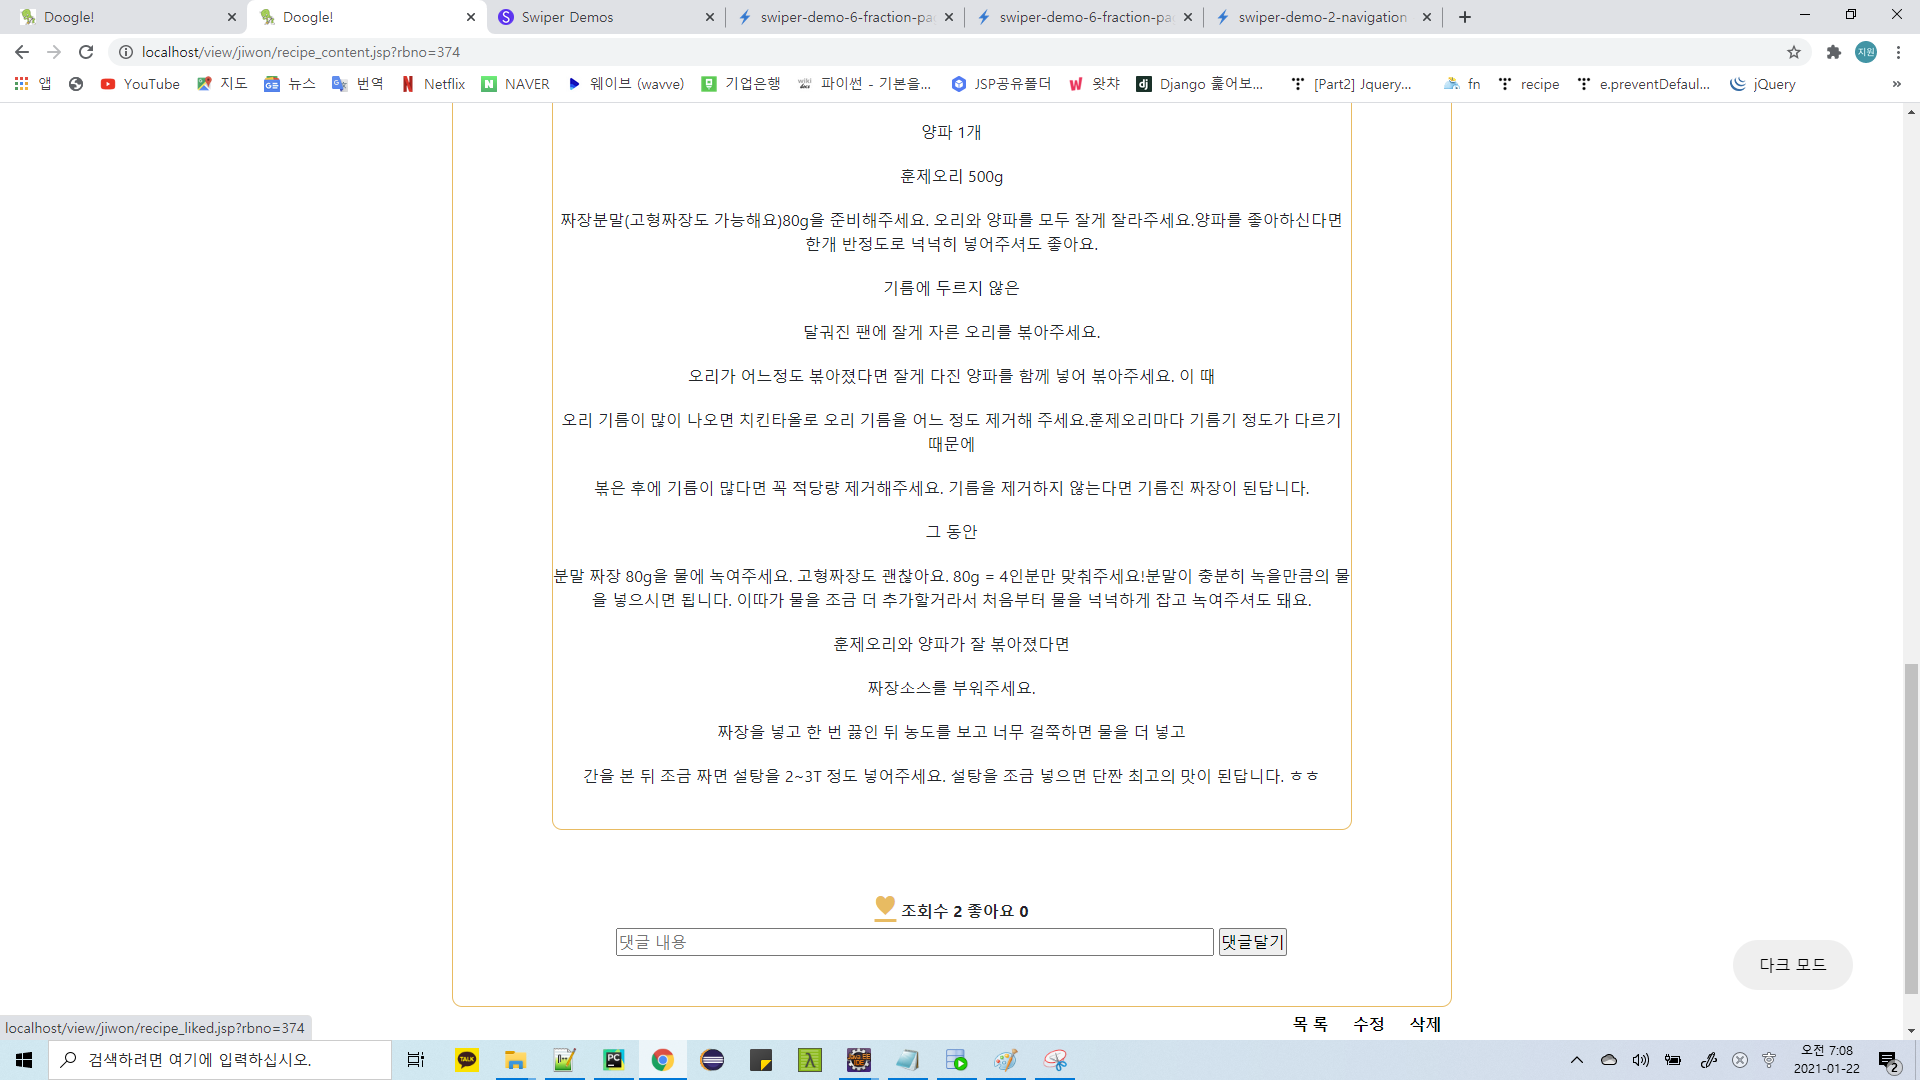 Doogle!
Doogle!
Swiper Demos
swiper-demo-6-fraction-pa
swiper-demo-6-fraction-pa
swiper-demo-2-navigation
localhost/view/jiwon/recipe_content.jsp?rbno=374
지원
앱
YouTube
지도
뉴스
번역
Netflix
NAVER
웨이브 (wavve)
기업은행
파이썬 - 기본을...
JSP공유폴더
왓챠
Django 훑어보...
[Part2] Jquery...
fn
recipe
e.preventDefaul...
jQuery
»
양파 1개
훈제오리 500g
짜장분말(고형짜장도 가능해요)80g을 준비해주세요. 오리와 양파를 모두 잘게 잘라주세요.양파를 좋아하신다면
한개 반정도로 넉넉히 넣어주셔도 좋아요.
기름에 두르지 않은
달궈진 팬에 잘게 자른 오리를 볶아주세요.
오리가 어느정도 볶아졌다면 잘게 다진 양파를 함께 넣어 볶아주세요. 이 때
오리 기름이 많이 나오면 치킨타올로 오리 기름을 어느 정도 제거해 주세요.훈제오리마다 기름기 정도가 다르기
때문에
볶은 후에 기름이 많다면 꼭 적당량 제거해주세요. 기름을 제거하지 않는다면 기름진 짜장이 된답니다.
그 동안
분말 짜장 80g을 물에 녹여주세요. 고형짜장도 괜찮아요. 80g = 4인분만 맞춰주세요!분말이 충분히 녹을만큼의 물
을 넣으시면 됩니다. 이따가 물을 조금 더 추가할거라서 처음부터 물을 넉넉하게 잡고 녹여주셔도 돼요.
훈제오리와 양파가 잘 볶아졌다면
짜장소스를 부워주세요.
짜장을 넣고 한 번 끓인 뒤 농도를 보고 너무 걸쭉하면 물을 더 넣고
간을 본 뒤 조금 짜면 설탕을 2~3T 정도 넣어주세요. 설탕을 조금 넣으면 단짠 최고의 맛이 된답니다. ㅎㅎ
조회수 2 좋아요 0
댓글 내용
댓글달기
다크 모드
목 록
수정
삭제
localhost/view/jiwon/recipe_liked.jsp?rbno=374
검색하려면 여기에 입력하십시오.
TALK
PC
λ
오전 7:08
2021-01-22
2